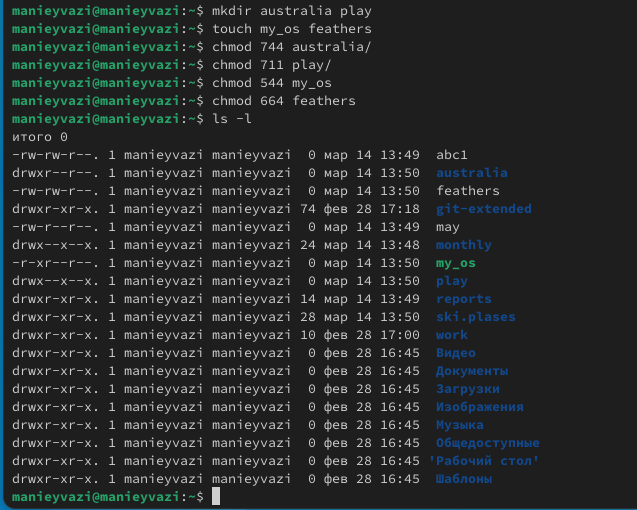 manieyvazi@manieyvazi:~$ mkdir australia play
manieyvazi@manieyvazi:~$ touch my_os feathers
manieyvazi@manieyvazi:~$ chmod 744 australia/
manieyvazi@manieyvazi:~$ chmod 711 play/
manieyvazi@manieyvazi:~$ chmod 544 my_os
manieyvazi@manieyvazi:~$ chmod 664 feathers
manieyvazi@manieyvazi:~$ ls -l
итого 0
-rw-rw-r--. 1 manieyvazi manieyvazi  0 мар 14 13:49  abc1
drwxr--r--. 1 manieyvazi manieyvazi  0 мар 14 13:50  australia
-rw-rw-r--. 1 manieyvazi manieyvazi  0 мар 14 13:50  feathers
drwxr-xr-x. 1 manieyvazi manieyvazi 74 фев 28 17:18  git-extended
-rw-r--r--. 1 manieyvazi manieyvazi  0 мар 14 13:49  may
drwx--x--x. 1 manieyvazi manieyvazi 24 мар 14 13:48  monthly
-r-xr--r--. 1 manieyvazi manieyvazi  0 мар 14 13:50  my_os
drwx--x--x. 1 manieyvazi manieyvazi  0 мар 14 13:50  play
drwxr-xr-x. 1 manieyvazi manieyvazi 14 мар 14 13:49  reports
drwxr-xr-x. 1 manieyvazi manieyvazi 28 мар 14 13:50  ski.plases
drwxr-xr-x. 1 manieyvazi manieyvazi 10 фев 28 17:00  work
drwxr-xr-x. 1 manieyvazi manieyvazi  0 фев 28 16:45  Видео
drwxr-xr-x. 1 manieyvazi manieyvazi  0 фев 28 16:45  Документы
drwxr-xr-x. 1 manieyvazi manieyvazi  0 фев 28 16:45  Загрузки
drwxr-xr-x. 1 manieyvazi manieyvazi  0 фев 28 16:45  Изображения
drwxr-xr-x. 1 manieyvazi manieyvazi  0 фев 28 16:45  Музыка
drwxr-xr-x. 1 manieyvazi manieyvazi  0 фев 28 16:45  Общедоступные
drwxr-xr-x. 1 manieyvazi manieyvazi  0 фев 28 16:45 'Рабочий стол'
drwxr-xr-x. 1 manieyvazi manieyvazi  0 фев 28 16:45  Шаблоны
manieyvazi@manieyvazi:~$